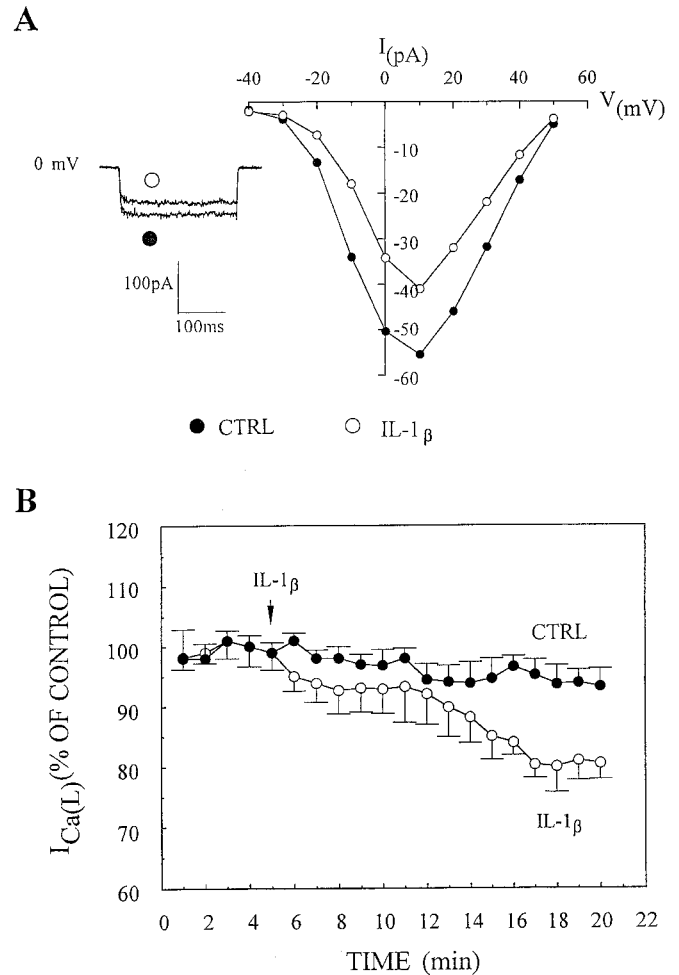 A
I(pA)
-40 -20 0 20 40 60
V(mV)
-10
-20
-30
-40
-50
-60
0 mV
100pA
100ms
CTRL IL-1β
B
ICa(L)(% OF CONTROL)
120
110
100
90
80
70
60
IL-1β
CTRL
IL-1β
0 2 4 6 8 10 12 14 16 18 20 22
TIME (min)